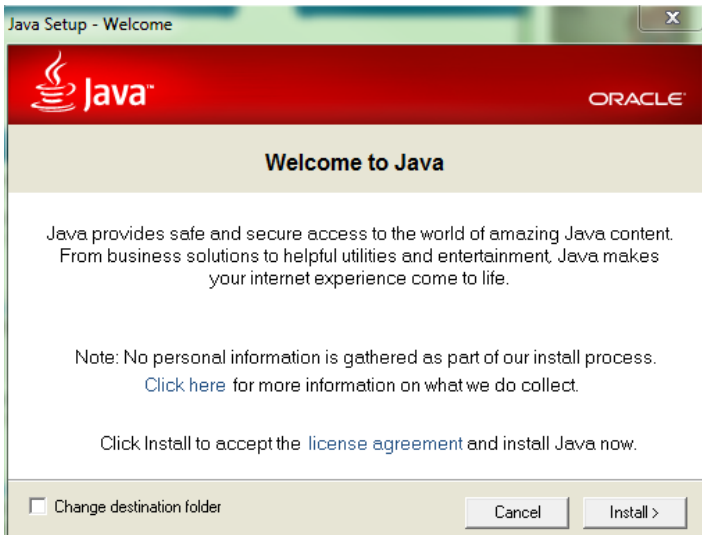 Java Setup - Welcome
x
Java™
ORACLE®
Welcome to Java
Java provides safe and secure access to the world of amazing Java content.
From business solutions to helpful utilities and entertainment, Java makes
your internet experience come to life.
Note: No personal information is gathered as part of our install process.
Click here for more information on what we do collect.
Click Install to accept the license agreement and install Java now.
Change destination folder
Cancel
Install >